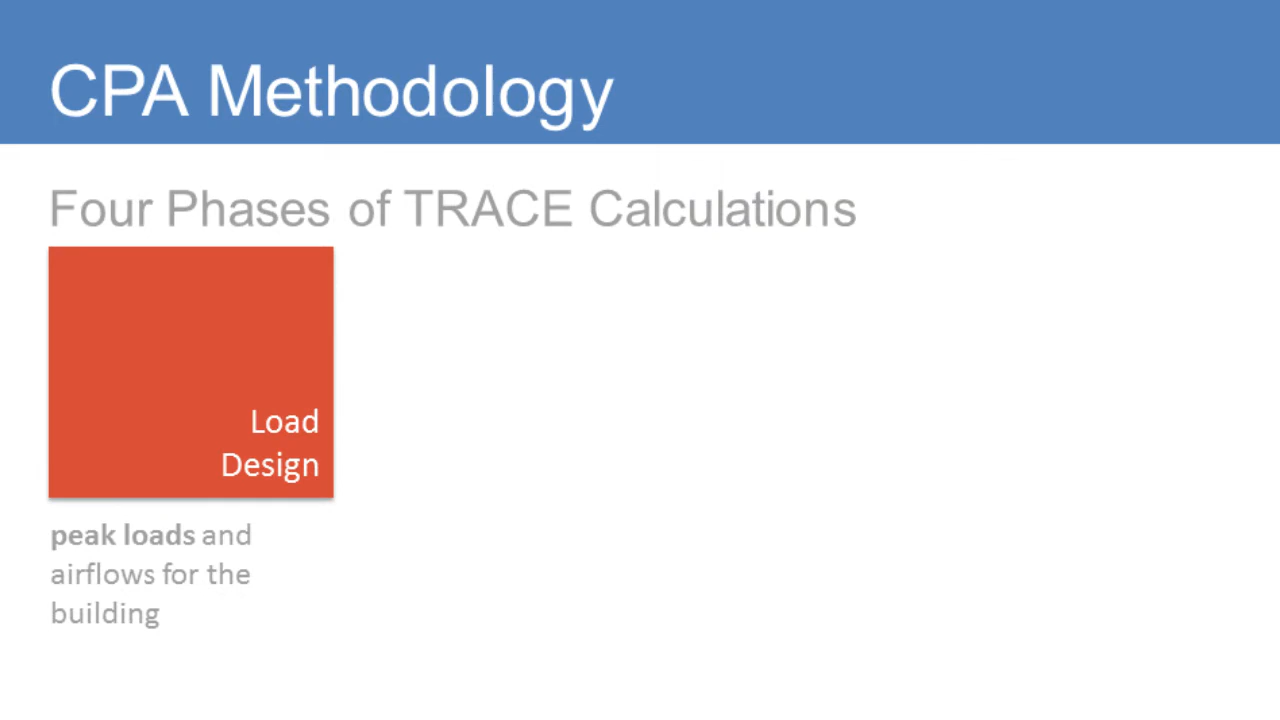 CPA Methodology
Four Phases of TRACE Calculations
Load
Design
peak loads and
airflows for the
building